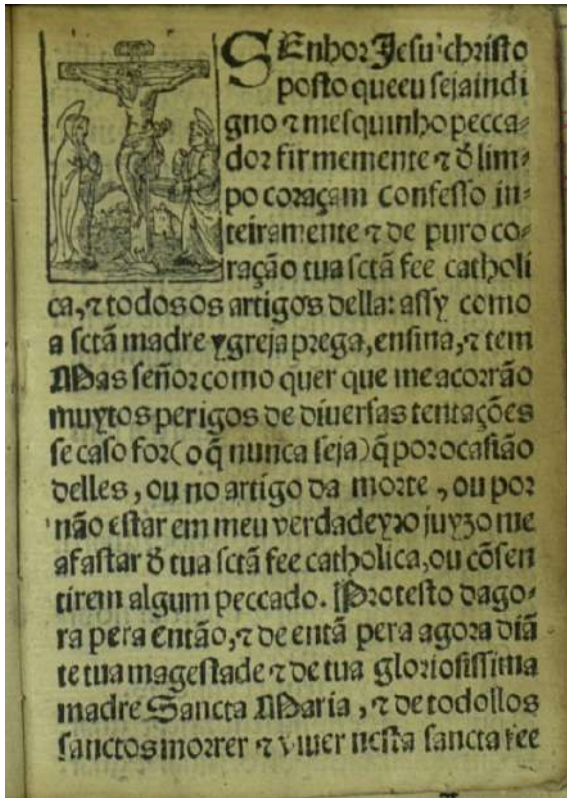 SEnhor Jesu christo
posto que eu seja indi
gno ⁊ mesquinho pecca⸗
dor firmemente ⁊ d̃ lim⸗
po coraçam confesso in⸗
teiramente ⁊ de puro co⸗
ração tua sctã fee catholi
ca, ⁊ todos os artigos della: assy como
a sctã madre ygreja prega, ensina, ⁊ tem
Mas señor como quer que me acorrão
muytos perigos de diuersas tentações
se caso for (o q̃ nunca seja) q̃ por ocasião
delles, ou no artigo da morte, ou por
não estar em meu verdadeyro juyzo me
afastar d̃ tua sctã fee catholica, ou cõsen
tirem algum peccado. Protesto dago⸗
ra pera então, ⁊ de entã pera agora diã
te tua magestade ⁊ de tua gloriosissima
madre Sancta Maria, ⁊ de todollos
sanctos morrer ⁊ viuer nesta sancta fee